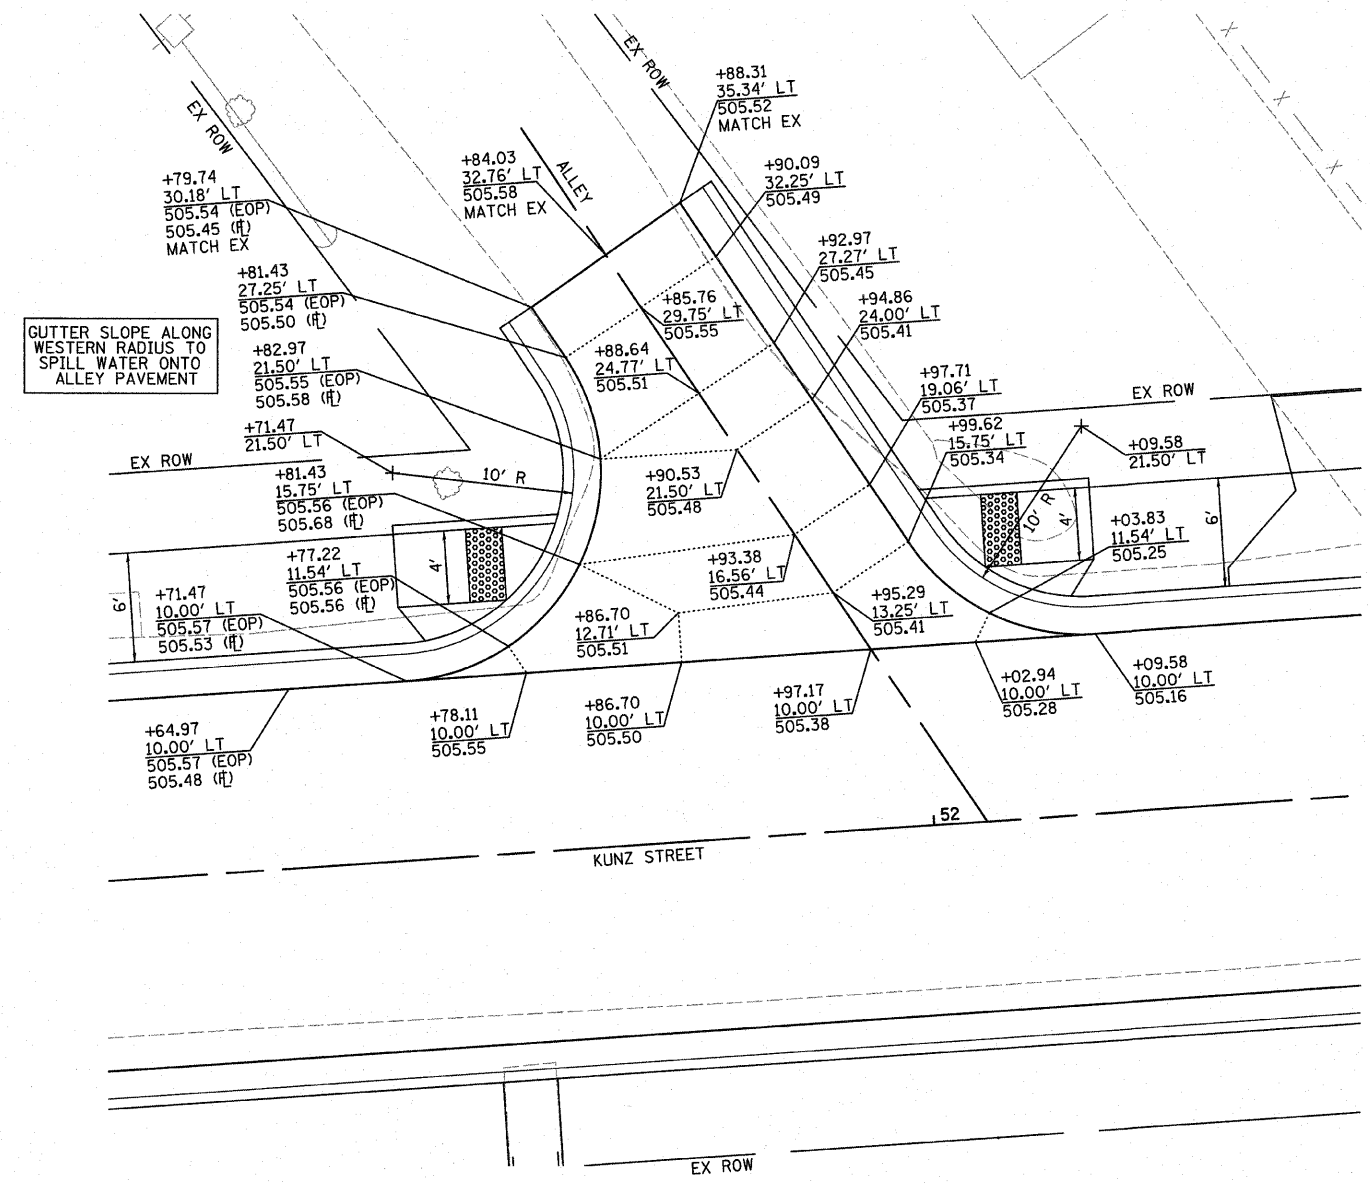 EX ROW
EX ROW
+88.31
35.34' LT
505.52
MATCH EX
+84.03
32.76' LT
505.58
MATCH EX
ALLEY
+90.09
32.25' LT
505.49
+79.74
30.18' LT
505.54 (EOP)
505.45 (FL)
MATCH EX
+92.97
27.27' LT
505.45
+81.43
27.25' LT
505.54 (EOP)
505.50 (FL)
+85.76
29.75' LT
505.55
+94.86
24.00' LT
505.41
GUTTER SLOPE ALONG
WESTERN RADIUS TO
SPILL WATER ONTO
ALLEY PAVEMENT
+82.97
21.50' LT
505.55 (EOP)
505.58 (FL)
+88.64
24.77' LT
505.51
+97.71
19.06' LT
505.37
EX ROW
+71.47
21.50' LT
+99.62
15.75' LT
505.34
+09.58
21.50' LT
EX ROW
10' R
+81.43
15.75' LT
505.56 (EOP)
505.68 (FL)
+90.53
21.50' LT
505.48
10' R
4'
6'
+03.83
11.54' LT
505.25
+77.22
11.54' LT
505.56 (EOP)
505.56 (FL)
4'
+93.38
16.56' LT
505.44
6'
+71.47
10.00' LT
505.57 (EOP)
505.53 (FL)
+86.70
12.71' LT
505.51
+95.29
13.25' LT
505.41
+64.97
10.00' LT
505.57 (EOP)
505.48 (FL)
+78.11
10.00' LT
505.55
+86.70
10.00' LT
505.50
+97.17
10.00' LT
505.38
+02.94
10.00' LT
505.28
+09.58
10.00' LT
505.16
52
KUNZ STREET
EX ROW